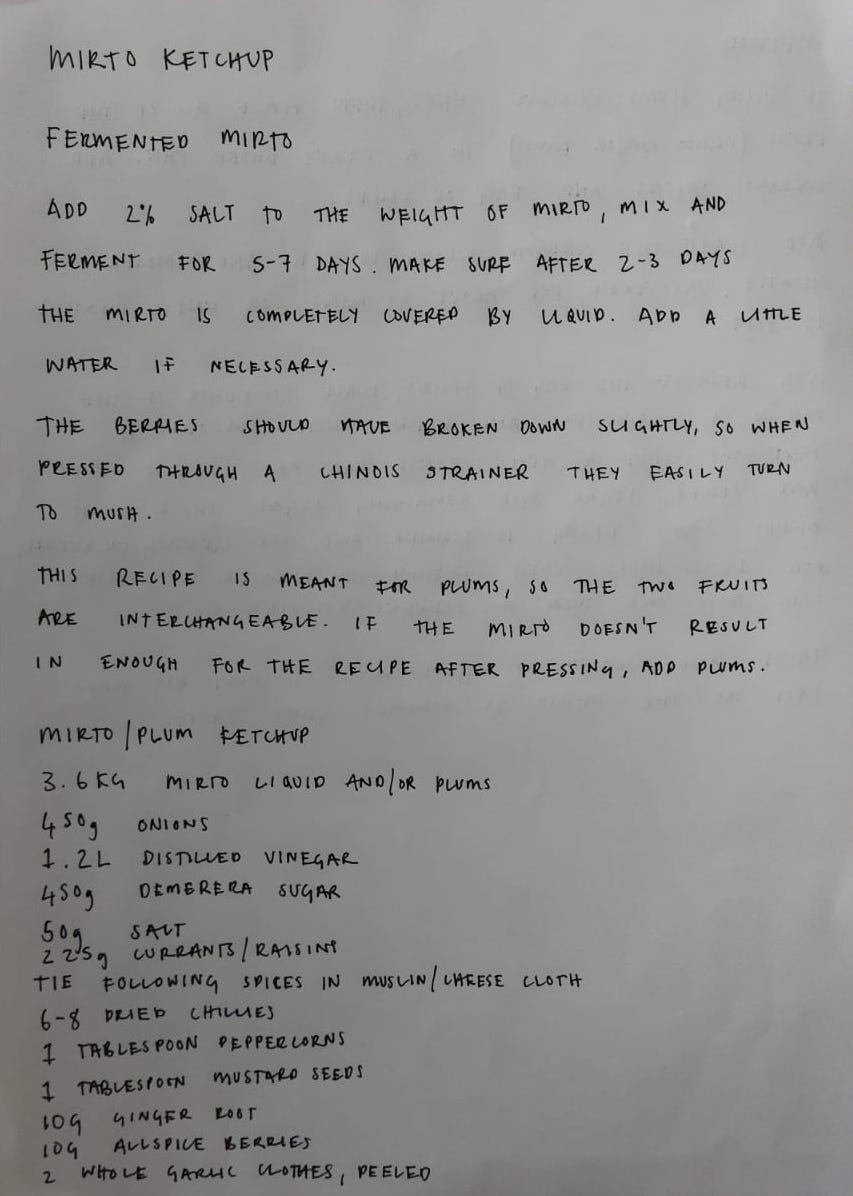 MIRTO KETCHUP
FERMENTED MIRTO
ADD 2% SALT TO THE WEIGHT OF MIRTO, MIX AND
FERMENT FOR 5-7 DAYS. MAKE SURE AFTER 2-3 DAYS
THE MIRTO IS COMPLETELY COVERED BY LIQUID. ADD A LITTLE
WATER IF NECESSARY.
THE BERRIES SHOULD HAVE BROKEN DOWN SLIGHTLY, SO WHEN
PRESSED THROUGH A CHINOIS STRAINER THEY EASILY TURN
TO MUSH.
THIS RECIPE IS MEANT FOR PLUMS, SO THE TWO FRUITS
ARE INTERCHANGEABLE. IF THE MIRTO DOESN'T RESULT
IN ENOUGH FOR THE RECIPE AFTER PRESSING, ADD PLUMS.
MIRTO/PLUM KETCHUP
3.6KG MIRTO LIQUID AND/OR PLUMS
450g ONIONS
1.2L DISTILLED VINEGAR
450g DEMERERA SUGAR
50g SALT
225g CURRANTS/RAISINS
TIE FOLLOWING SPICES IN MUSLIN/CHEESE CLOTH
6-8 DRIED CHILLIES
1 TABLESPOON PEPPERCORNS
1 TABLESPOON MUSTARD SEEDS
10G GINGER ROOT
10G ALLSPICE BERRIES
2 WHOLE GARLIC CLOTHES, PEELED